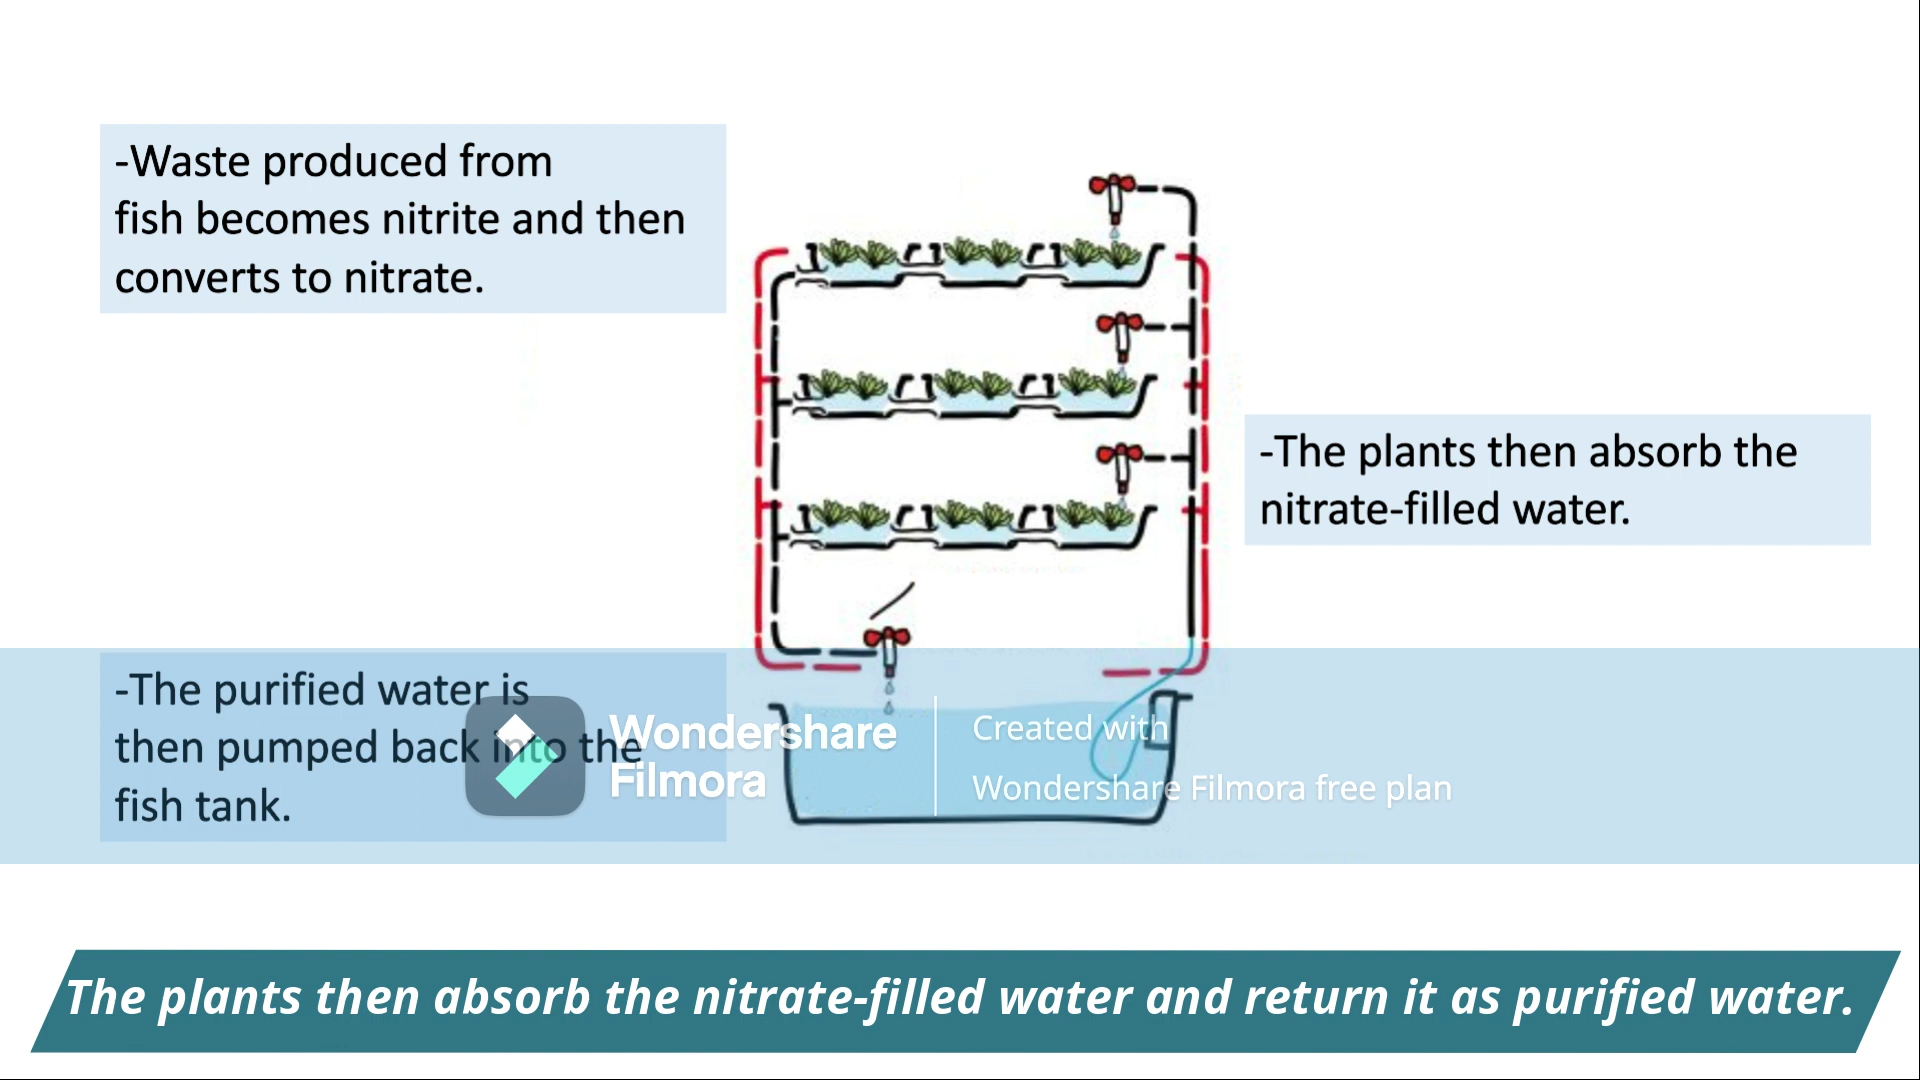 -Waste produced from
fish becomes nitrite and then
converts to nitrate.
-The plants then absorb the
nitrate-filled water.
-The purified water is
then pumped back into the
fish tank.
Wondershare
Filmora
Created with
Wondershare Filmora free plan
The plants then absorb the nitrate-filled water and return it as purified water.